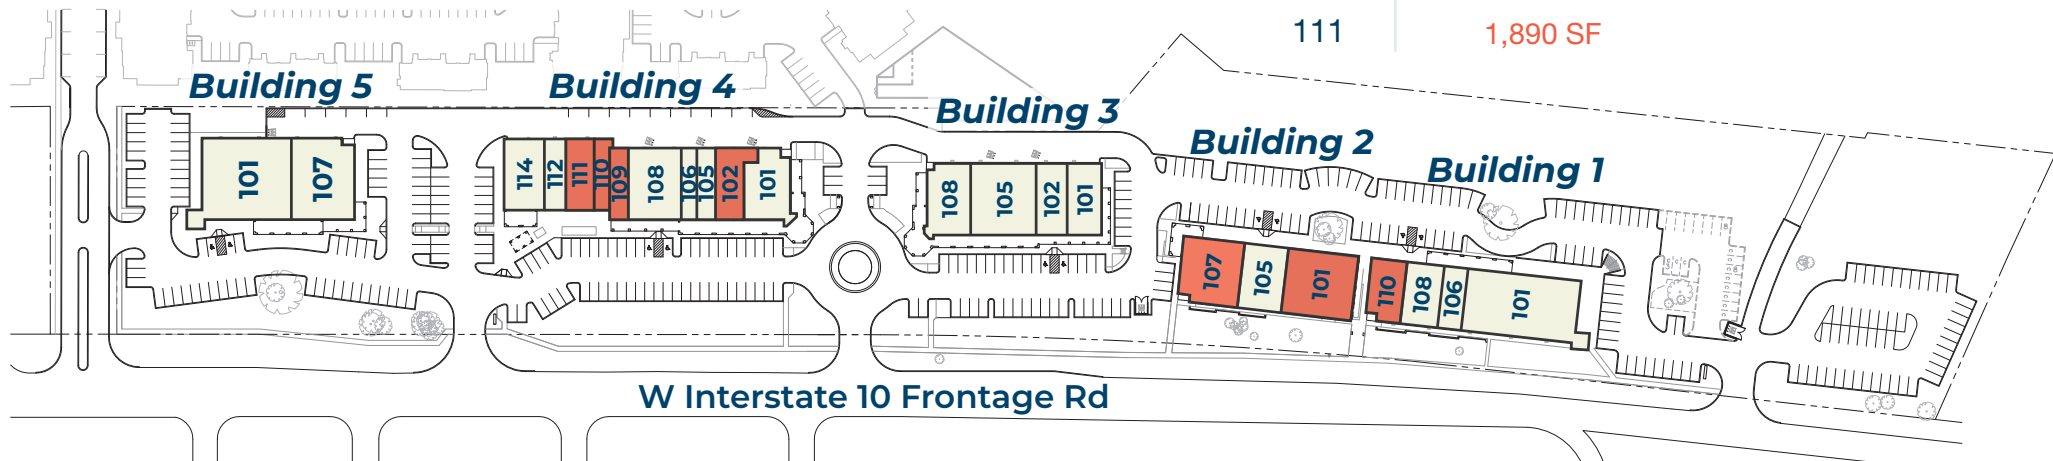 111 1,890 SF
Building 5
Building 4
Building 3
Building 2
Building 1
101 107
114 112 111 110 109 108 106 105 102 101
108 105 102 101
107 105 101
110 108 106 101
W Interstate 10 Frontage Rd